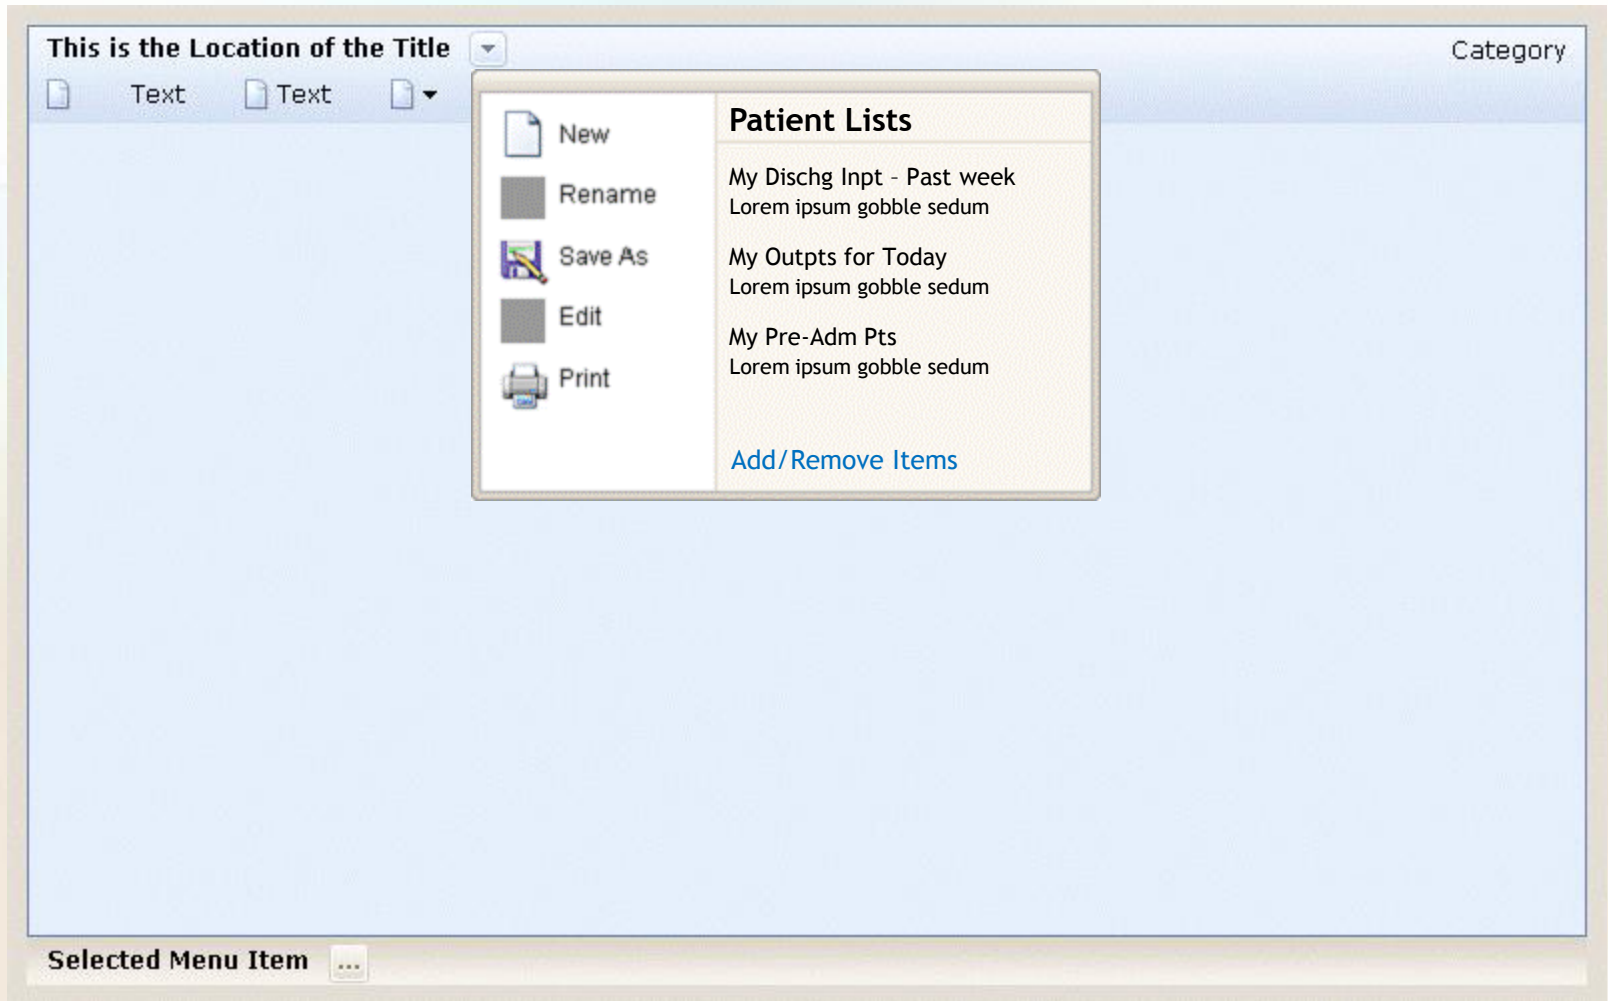 This is the Location of the Title
Category
Text
Text
New
Rename
Save As
Edit
Print
Patient Lists
My Dischg Inpt – Past week
Lorem ipsum gobble sedum
My Outpts for Today
Lorem ipsum gobble sedum
My Pre-Adm Pts
Lorem ipsum gobble sedum
Add/Remove Items
Selected Menu Item ...